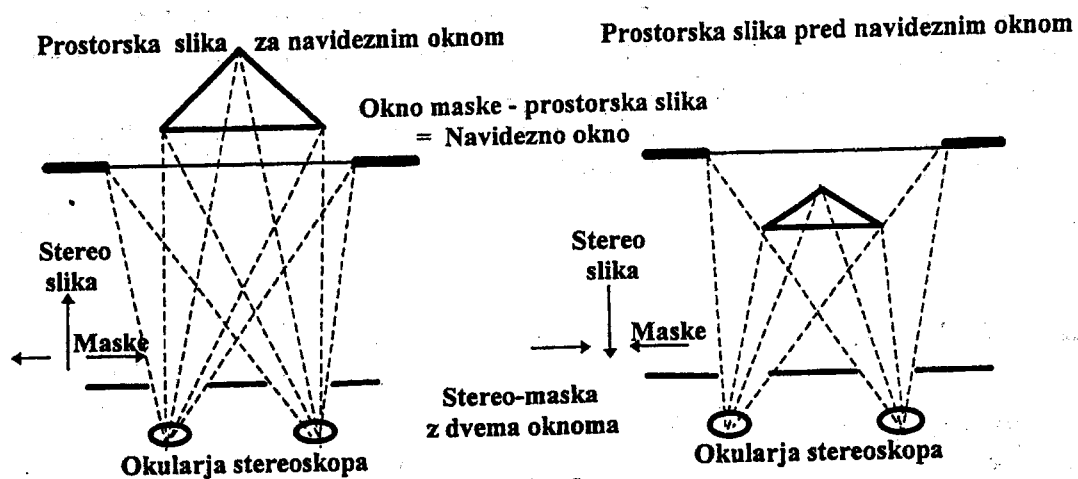 Prostorska slika za navideznim oknom
Prostorska slika pred navideznim oknom
Okno maske - prostorska slika
= Navidezno okno
Stereo
slika
Maske
Stereo
slika
Maske
Stereo-maska
z dvema oknoma
Okularja stereoskopa
Okularja stereoskopa